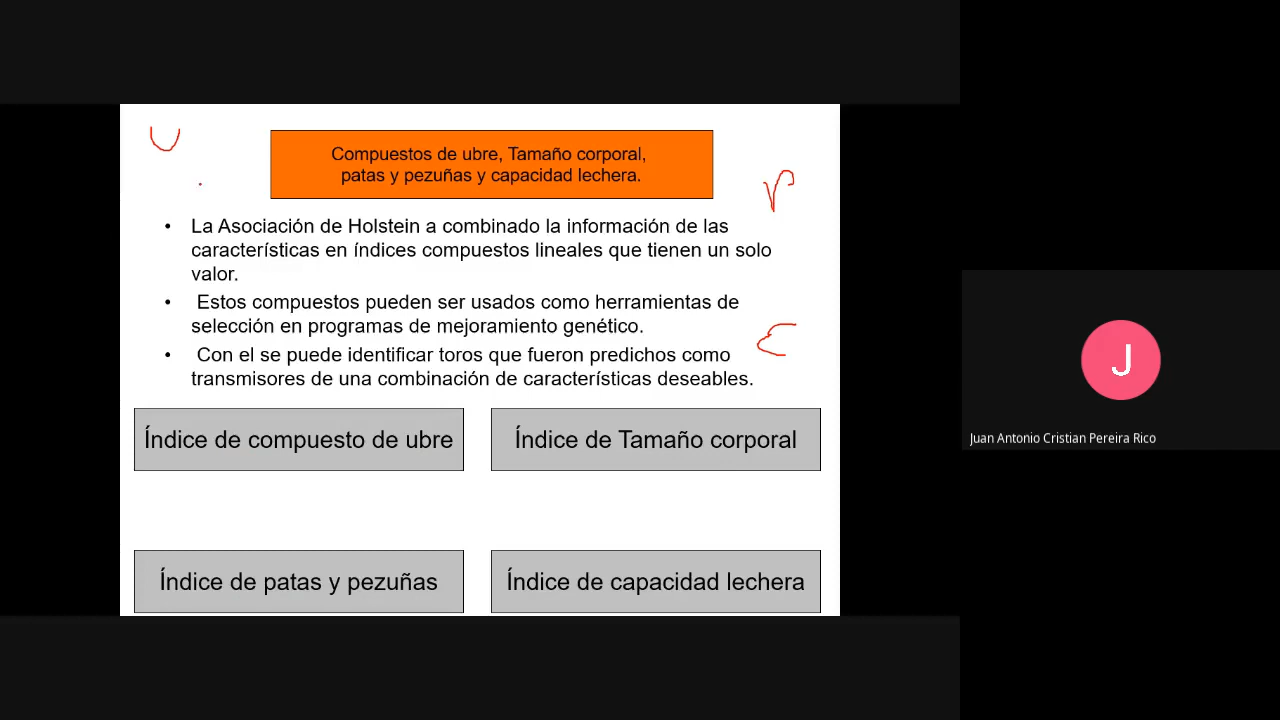 U
Compuestos de ubre, Tamaño corporal,
patas y pezuñas y capacidad lechera.
• La Asociación de Holstein a combinado la información de las
características en índices compuestos lineales que tienen un solo
valor.
• Estos compuestos pueden ser usados como herramientas de
selección en programas de mejoramiento genético.
• Con el se puede identificar toros que fueron predichos como
transmisores de una combinación de características deseables.
Índice de compuesto de ubre
Índice de Tamaño corporal
Índice de patas y pezuñas
Índice de capacidad lechera
J
Juan Antonio Cristian Pereira Rico